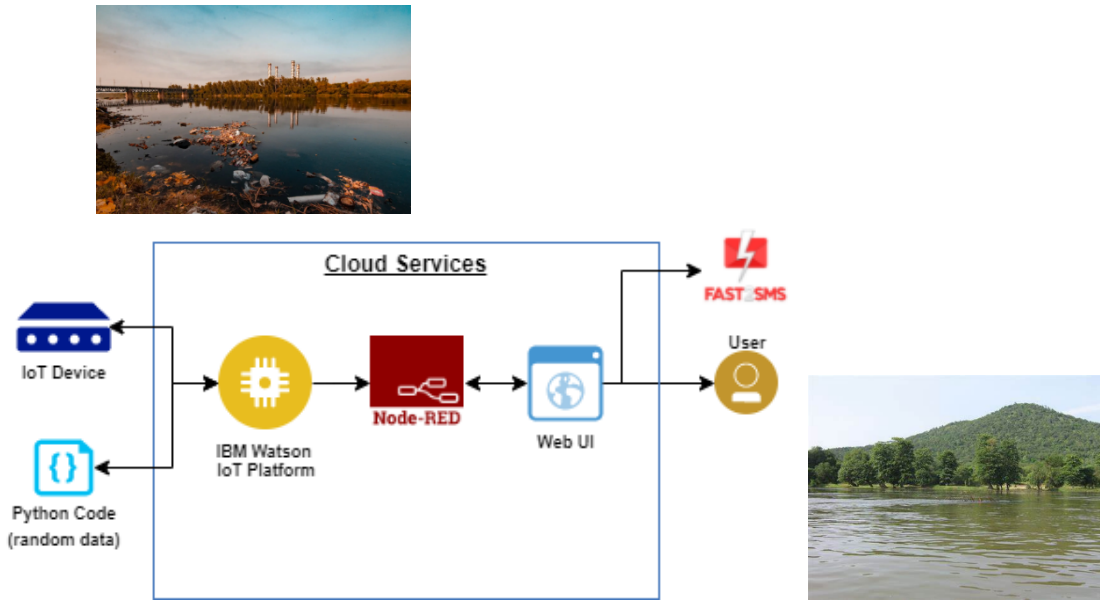 Cloud Services
FAST2SMS
User
IoT Device
Node-RED
Web UI
IBM Watson
IoT Platform
Python Code
(random data)